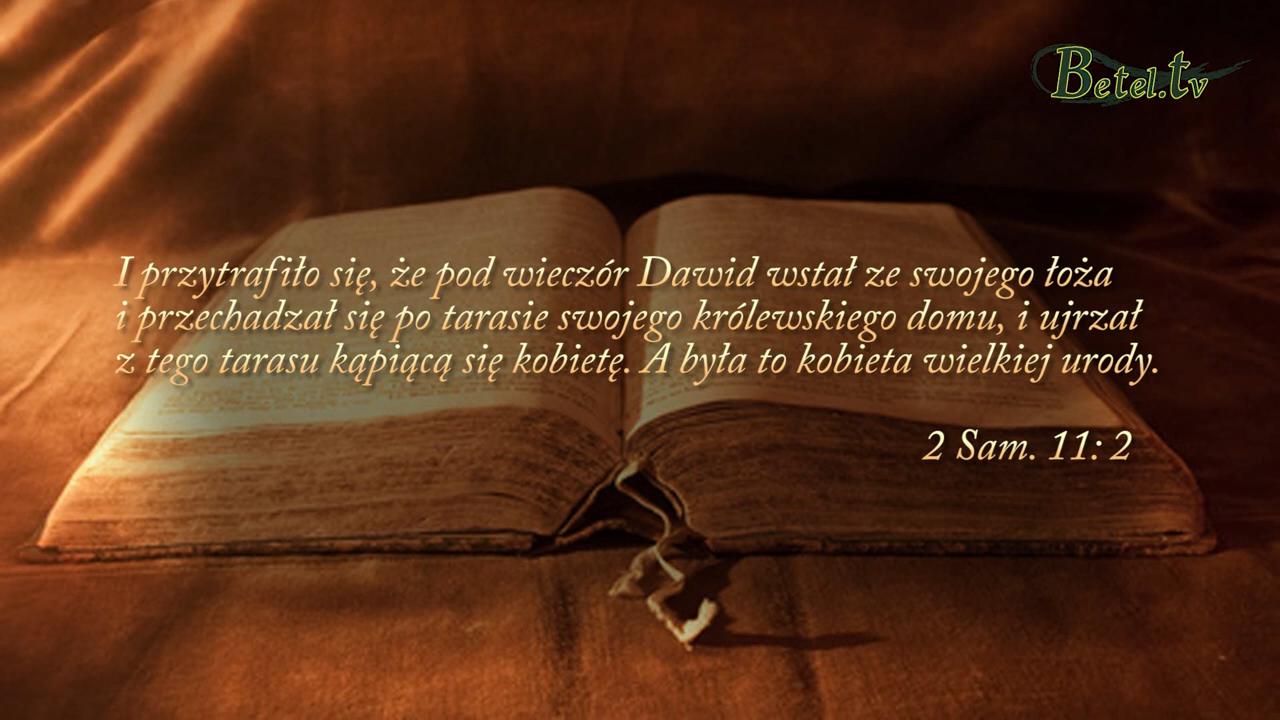 Betel.tv
I przytrafiło się, że pod wieczór Dawid wstał ze swojego łoża
i przechadzał się po tarasie swojego królewskiego domu, i ujrzał
z tego tarasu kąpiącą się kobietę. A była to kobieta wielkiej urody.
2 Sam. 11: 2